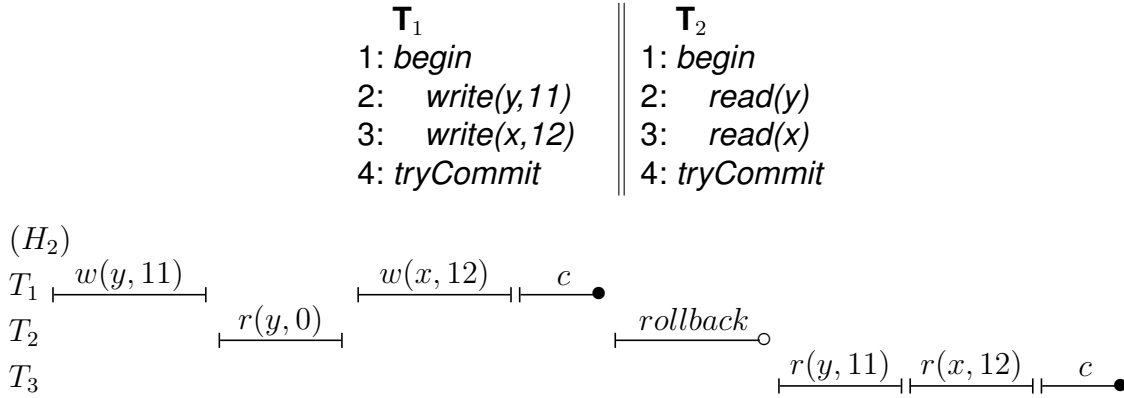 T1 T2
1: begin 1: begin
2: write(y,11) 2: read(y)
3: write(x,12) 3: read(x)
4: tryCommit 4: tryCommit
(H2)
T1 w(y, 11) w(x, 12) c
T2 r(y, 0) rollback
T3 r(y, 11) r(x, 12) c